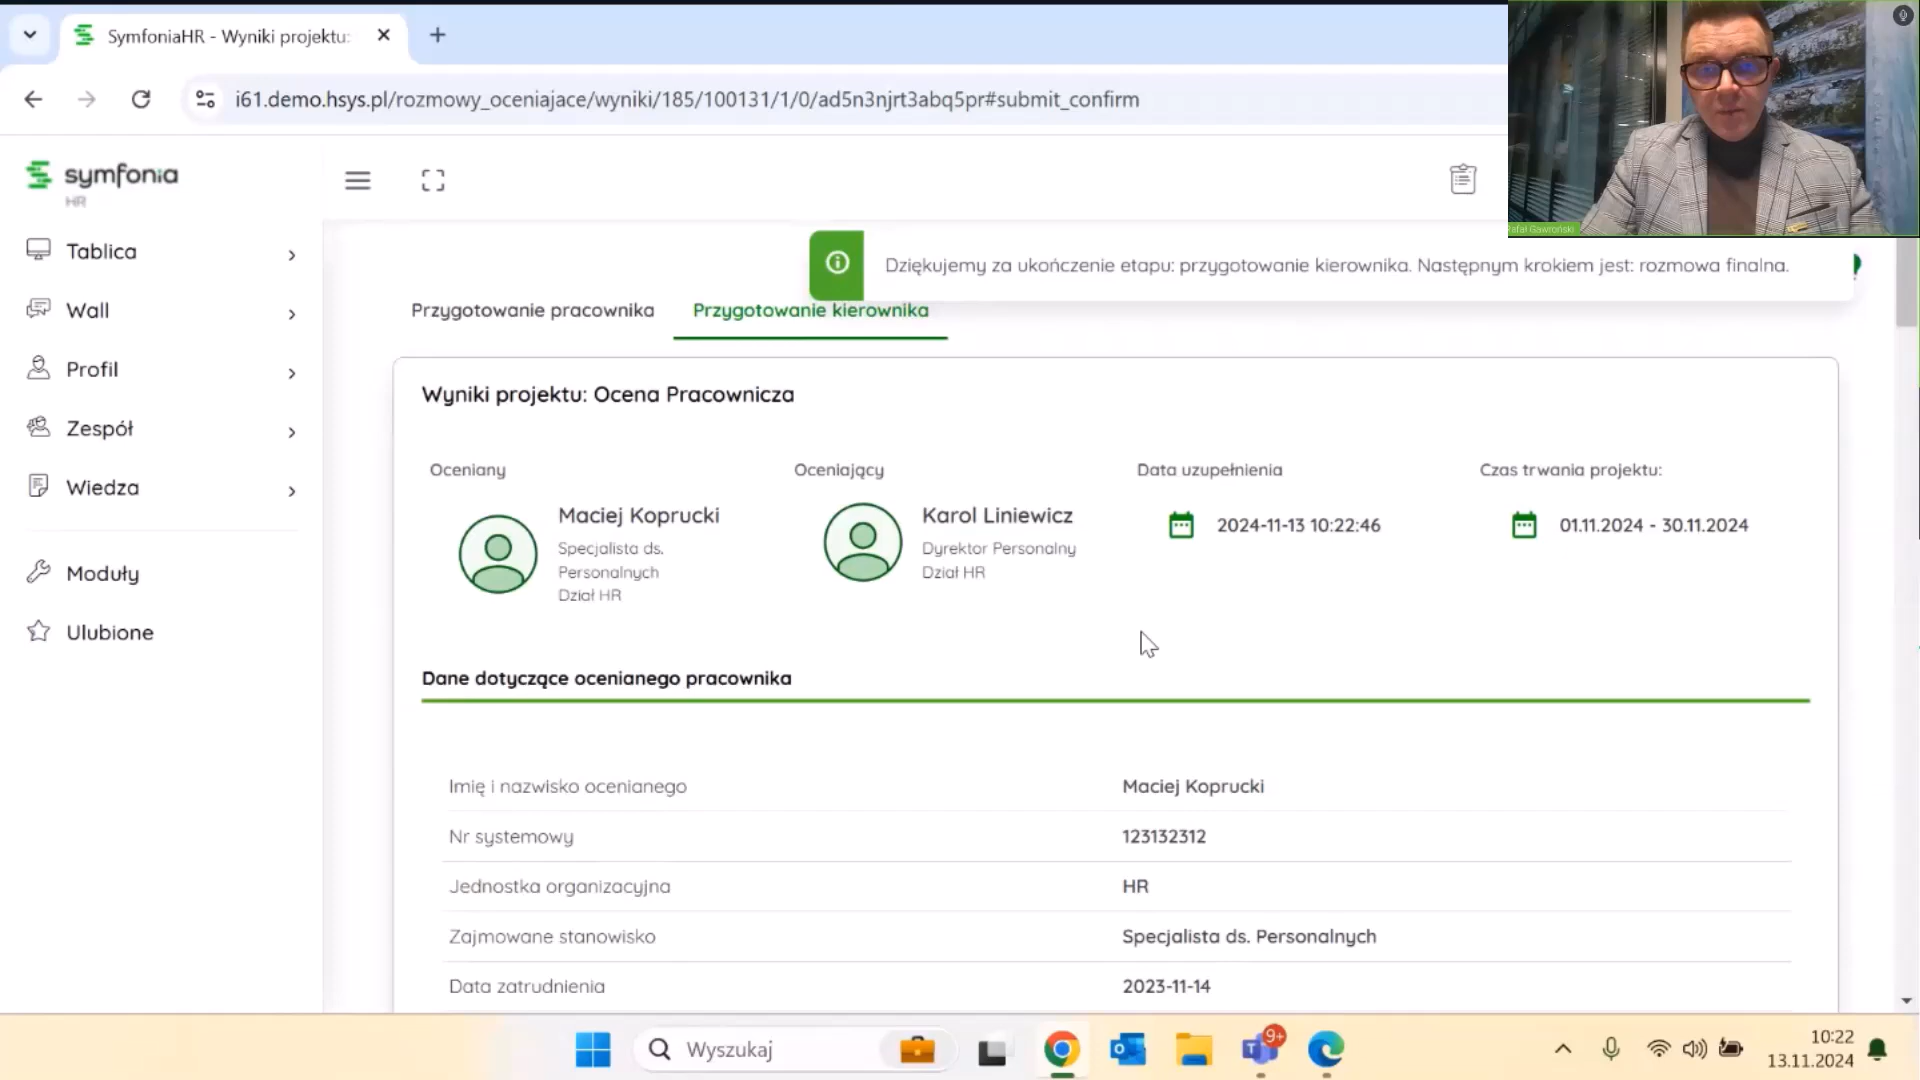 SymfoniaHR - Wyniki projektu:
i61.demo.hsys.pl/rozmowy_oceniajace/wyniki/185/100131/1/0/ad5n3njrt3abq5pr#submit_confirm
Rafał Gawroński
symfonia
HR
Tablica
Wall
Profil
Zespół
Wiedza
Moduły
Ulubione
Dziękujemy za ukończenie etapu: przygotowanie kierownika. Następnym krokiem jest: rozmowa finalna.
Przygotowanie pracownika
Przygotowanie kierownika
Wyniki projektu: Ocena Pracownicza
Oceniany
Maciej Koprucki
Specjalista ds.
Personalnych
Dział HR
Oceniający
Karol Liniewicz
Dyrektor Personalny
Dział HR
Data uzupełnienia
2024-11-13 10:22:46
Czas trwania projektu:
01.11.2024 - 30.11.2024
Dane dotyczące ocenianego pracownika
Imię i nazwisko ocenianego Maciej Koprucki
Nr systemowy 123132312
Jednostka organizacyjna HR
Zajmowane stanowisko Specjalista ds. Personalnych
Data zatrudnienia 2023-11-14
Wyszukaj
9+
10:22
13.11.2024